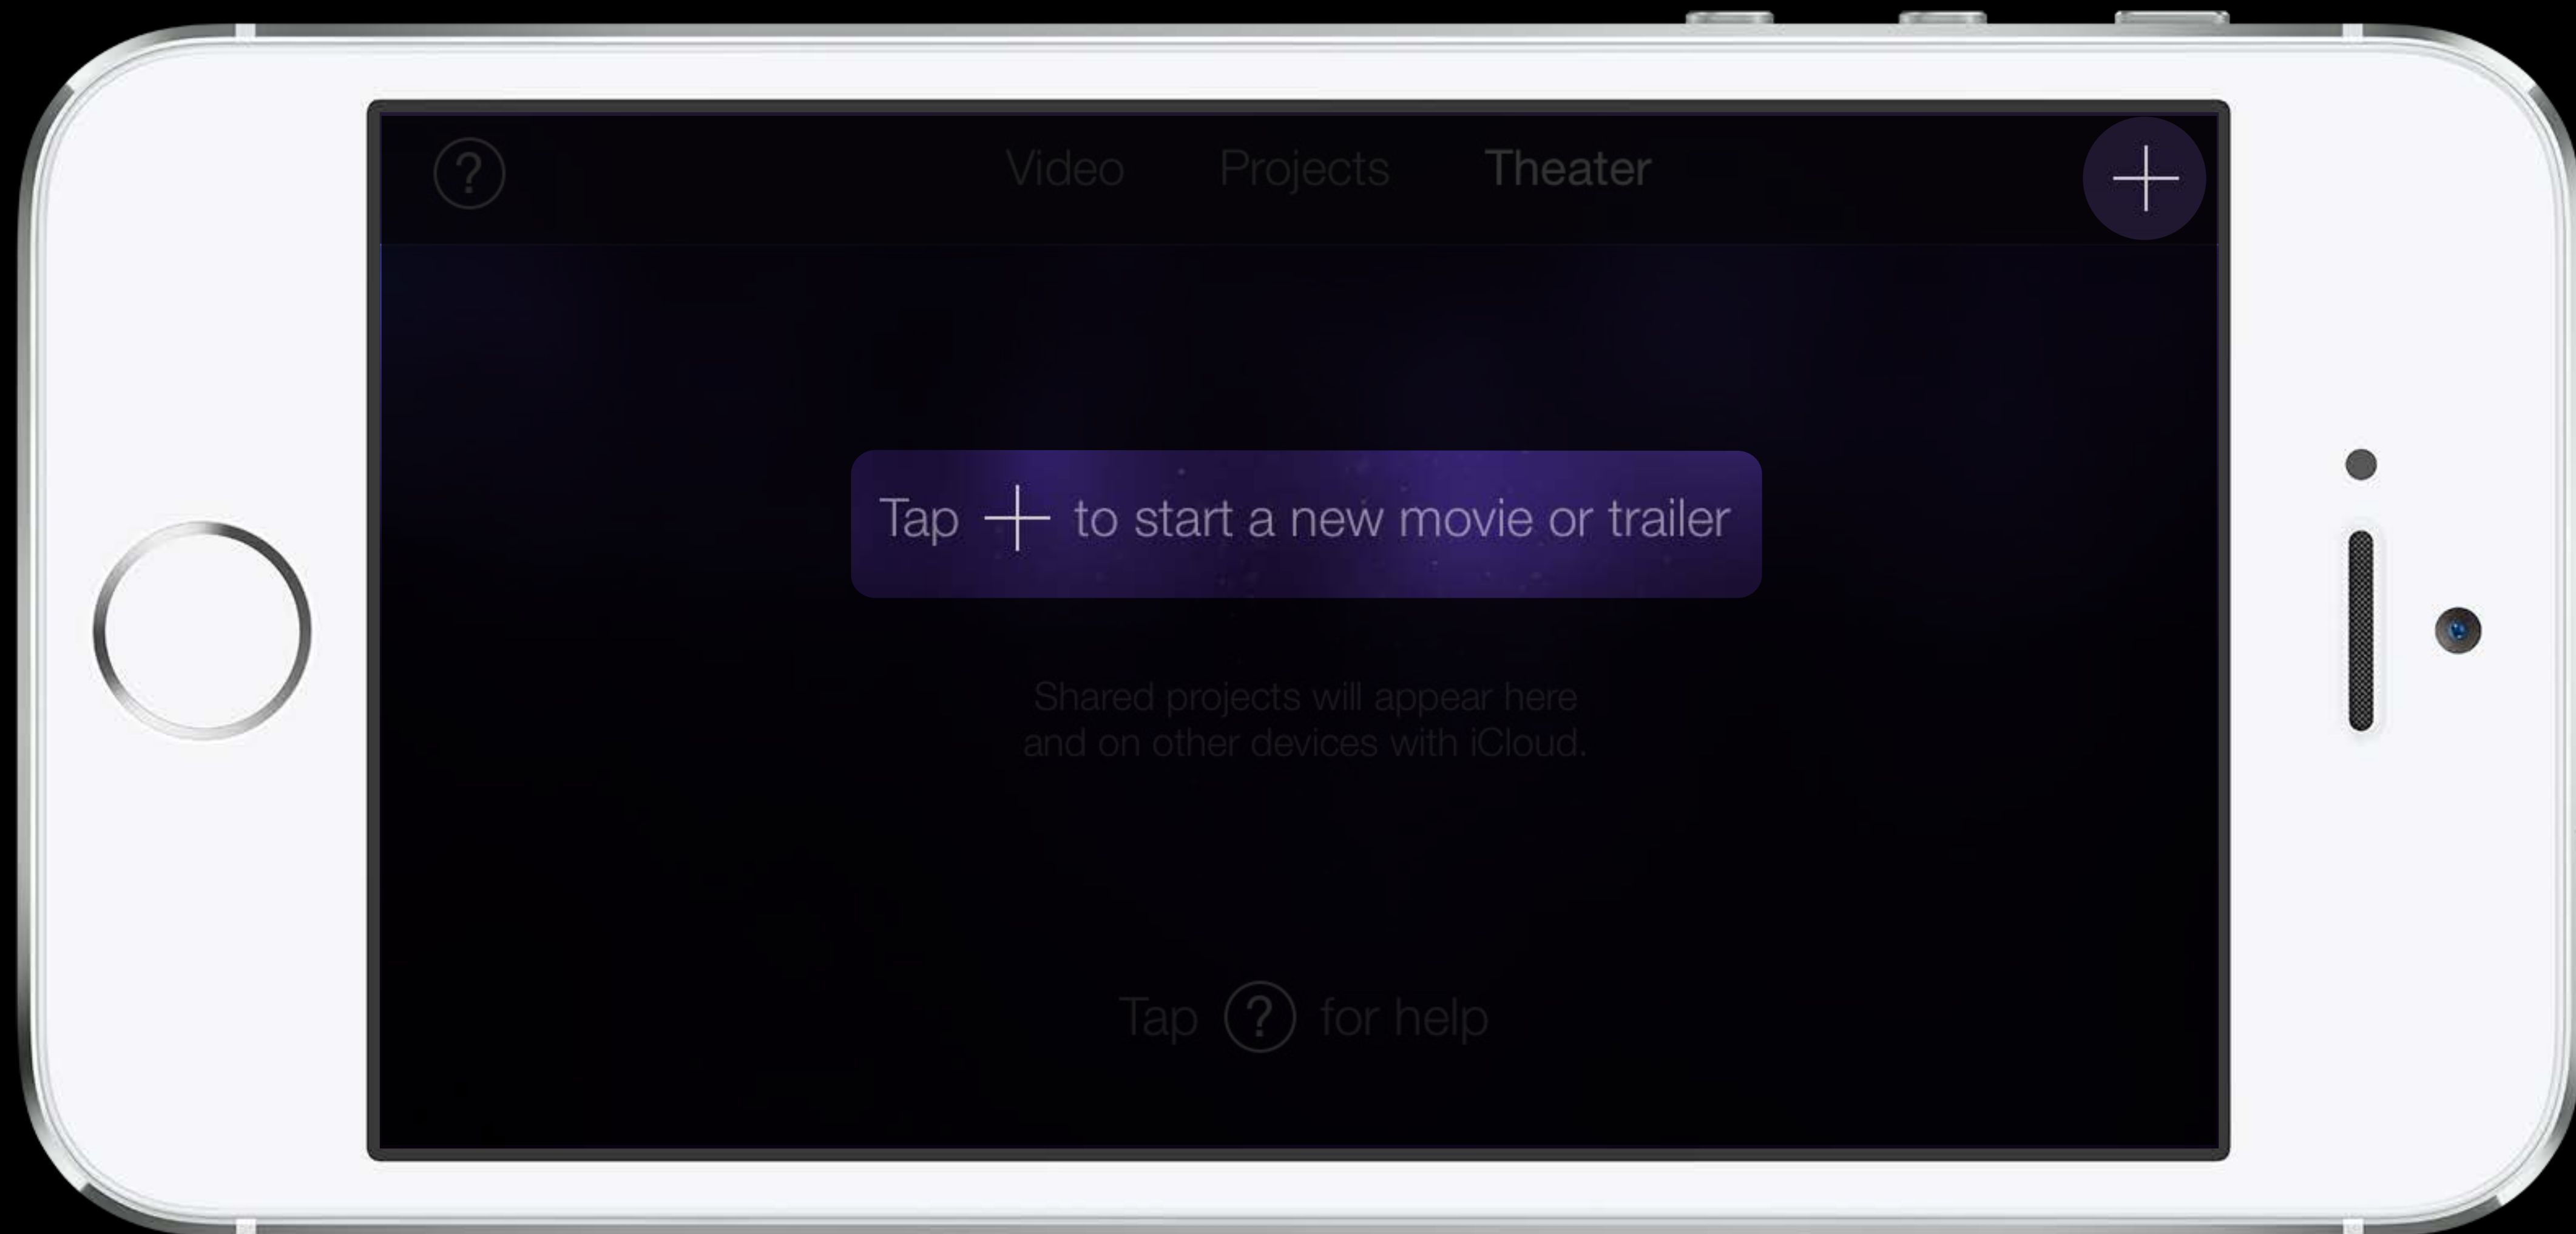 ? Video Projects Theater +
Tap + to start a new movie or trailer
Shared projects will appear here
and on other devices with iCloud.
Tap ? for help